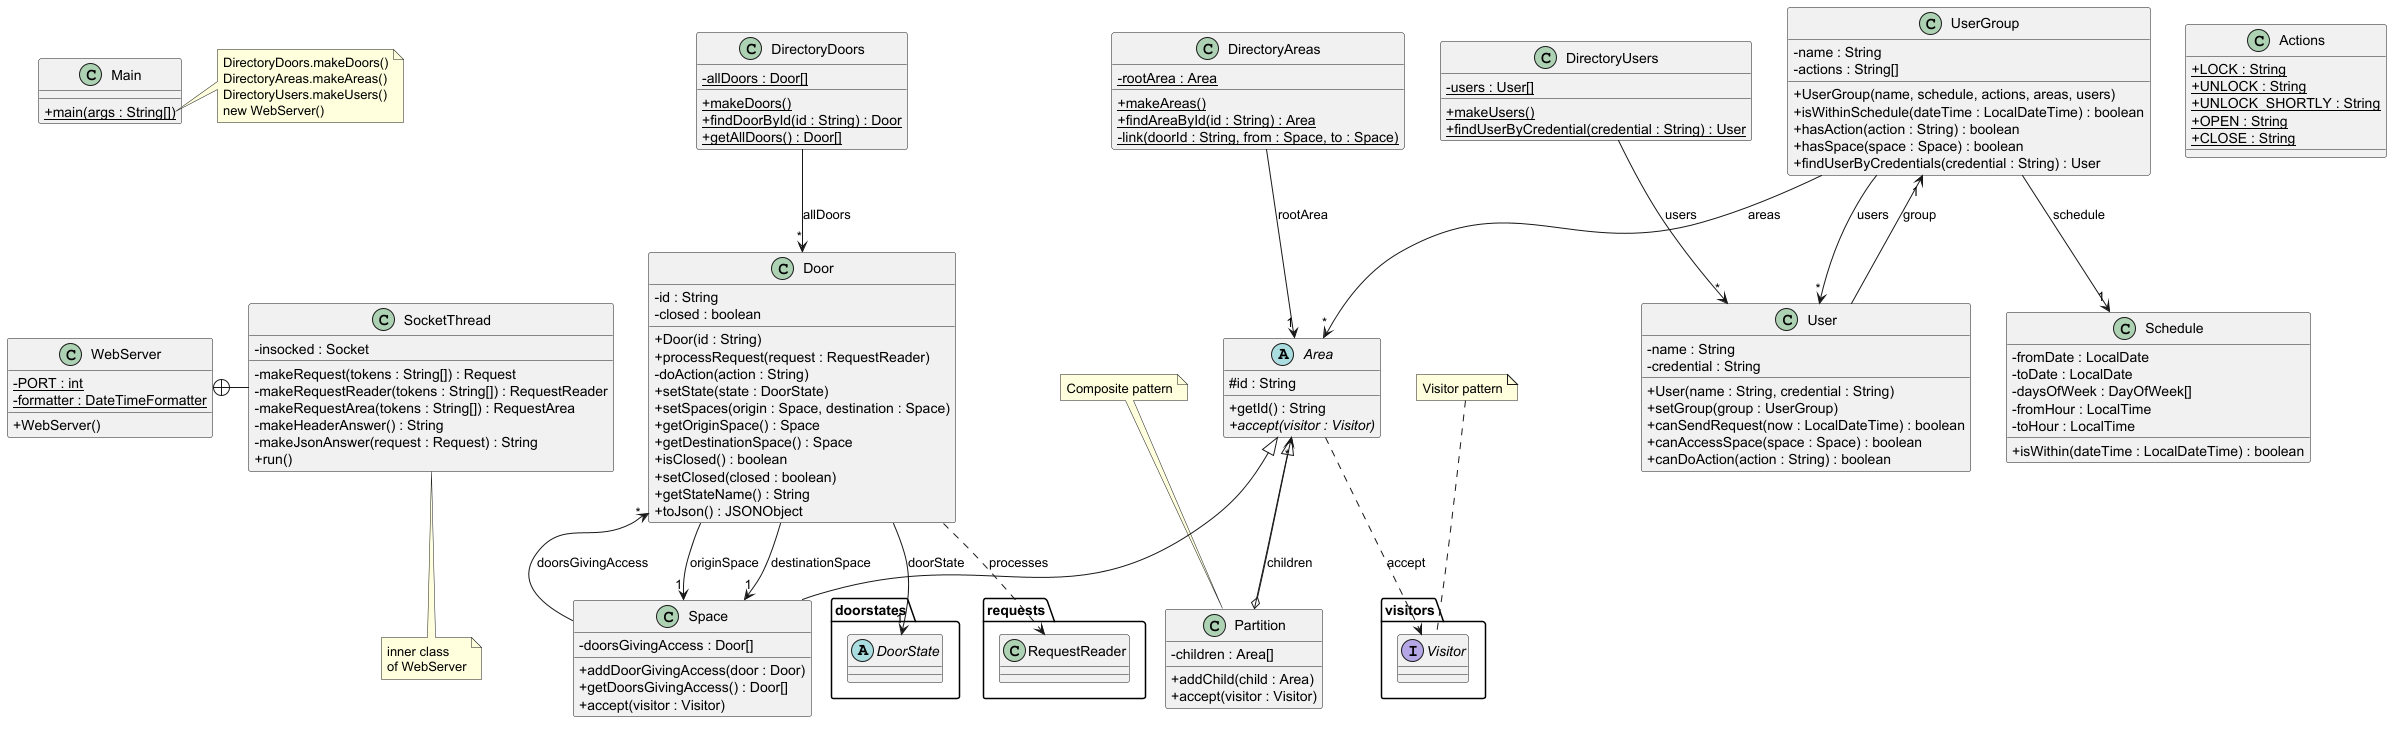 C Main
+main(args : String[])
DirectoryDoors.makeDoors()
DirectoryAreas.makeAreas()
DirectoryUsers.makeUsers()
new WebServer()
C DirectoryDoors
-allDoors : Door[]
+makeDoors()
+findDoorById(id : String) : Door
+getAllDoors() : Door[]
C DirectoryAreas
-rootArea : Area
+makeAreas()
+findAreaById(id : String) : Area
-link(doorId : String, from : Space, to : Space)
C DirectoryUsers
-users : User[]
+makeUsers()
+findUserByCredential(credential : String) : User
C UserGroup
-name : String
-actions : String[]
+UserGroup(name, schedule, actions, areas, users)
+isWithinSchedule(dateTime : LocalDateTime) : boolean
+hasAction(action : String) : boolean
+hasSpace(space : Space) : boolean
+findUserByCredentials(credential : String) : User
C Actions
+LOCK : String
+UNLOCK : String
+UNLOCK_SHORTLY : String
+OPEN : String
+CLOSE : String
allDoors
*
rootArea
1
users
*
areas
*
users
*
group
1
schedule
1
C WebServer
-PORT : int
-formatter : DateTimeFormatter
+WebServer()
C SocketThread
-insocked : Socket
-makeRequest(tokens : String[]) : Request
-makeRequestReader(tokens : String[]) : RequestReader
-makeRequestArea(tokens : String[]) : RequestArea
-makeHeaderAnswer() : String
-makeJsonAnswer(request : Request) : String
+run()
C Door
-id : String
-closed : boolean
+Door(id : String)
+processRequest(request : RequestReader)
-doAction(action : String)
+setState(state : DoorState)
+setSpaces(origin : Space, destination : Space)
+getOriginSpace() : Space
+getDestinationSpace() : Space
+isClosed() : boolean
+setClosed(closed : boolean)
+getStateName() : String
+toJson() : JSONObject
Composite pattern
A Area
#id : String
+getId() : String
+accept(visitor : Visitor)
Visitor pattern
C User
-name : String
-credential : String
+User(name : String, credential : String)
+setGroup(group : UserGroup)
+canSendRequest(now : LocalDateTime) : boolean
+canAccessSpace(space : Space) : boolean
+canDoAction(action : String) : boolean
C Schedule
-fromDate : LocalDate
-toDate : LocalDate
-daysOfWeek : DayOfWeek[]
-fromHour : LocalTime
-toHour : LocalTime
+isWithin(dateTime : LocalDateTime) : boolean
*
doorsGivingAccess
originSpace
1
destinationSpace
1
doorState
1
processes
children
accept
inner class
of WebServer
C Space
-doorsGivingAccess : Door[]
+addDoorGivingAccess(door : Door)
+getDoorsGivingAccess() : Door[]
+accept(visitor : Visitor)
doorstates
A DoorState
requests
C RequestReader
C Partition
-children : Area[]
+addChild(child : Area)
+accept(visitor : Visitor)
visitors
I Visitor